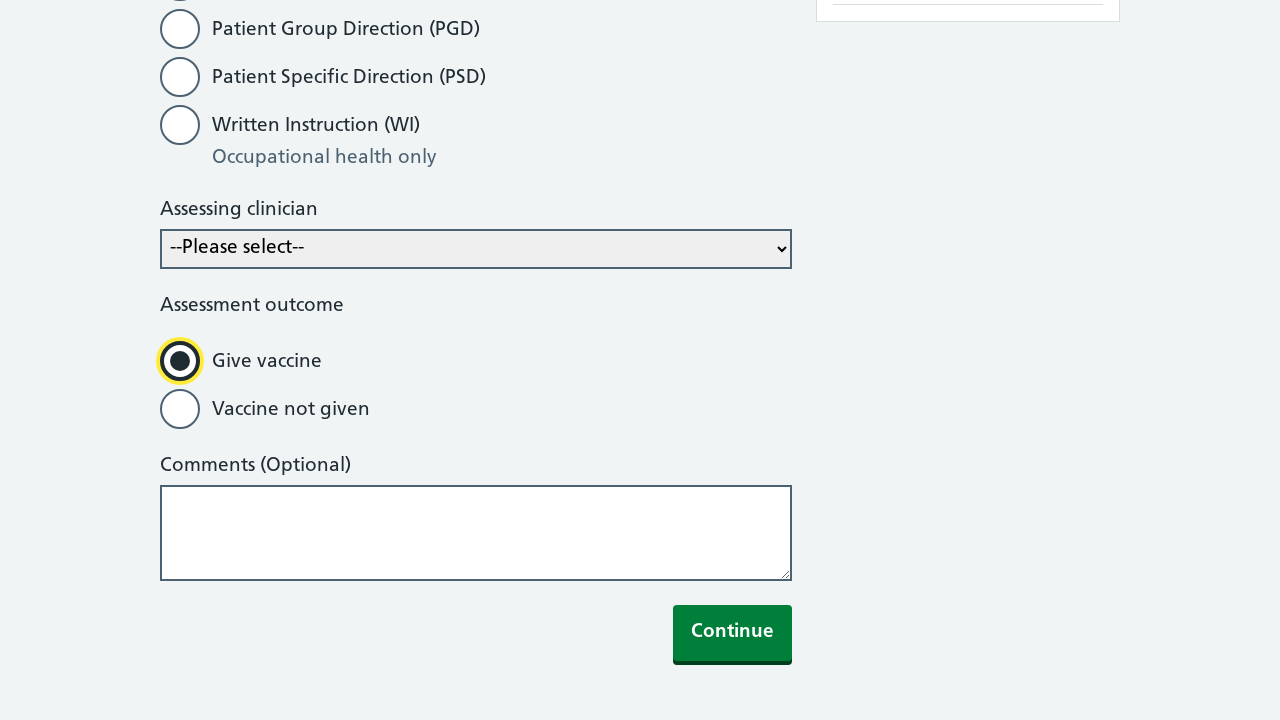 Patient Group Direction (PGD)
Patient Specific Direction (PSD)
Written Instruction (WI)
Occupational health only
Assessing clinician
--Please select--
Assessment outcome
Give vaccine
Vaccine not given
Comments (Optional)
Continue